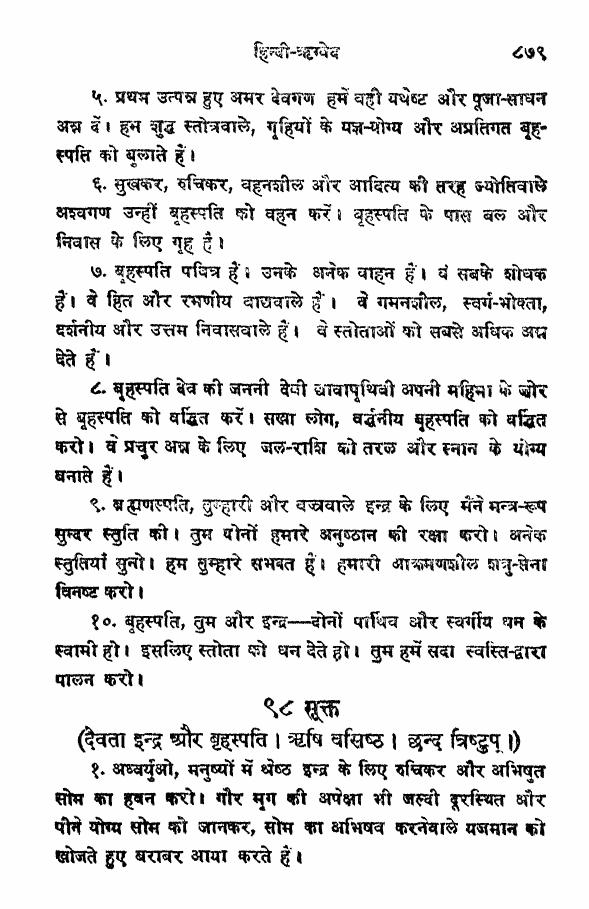 हिन्दी-ऋग्वेद ८७९
५. प्रथम उत्पन्न हुए अमर देवगण हमें वही यथेष्ट और पूजा-साधन
अन्न दें। हम शुद्ध स्तोत्रवाले, गृहियों के यज्ञ-योग्य और अप्रतिगत बृह-
स्पति को बुलाते हैं।
६. सुखकर, रुचिकर, वहनशील और आदित्य की तरह ज्योतिवाले
अश्वगण उन्हीं बृहस्पति को वहन करें। बृहस्पति के पास बल और
निवास के लिए गृह है।
७. बृहस्पति पवित्र हैं। उनके अनेक वाहन हैं। वे सबके शोधक
हैं। वे हित और रमणीय वाद्यवाले हैं। वे गमनशील, स्वर्ग-भोक्ता,
दर्शनीय और उत्तम निवासवाले हैं। वे स्तोताओं को सबसे अधिक अन्न
देते हैं।
८. बृहस्पति देव की जननी देवी द्यावापृथिवी अपनी महिमा के जोर
से बृहस्पति को वर्द्धित करें। सखा लोग, वर्द्धनीय बृहस्पति को वर्द्धित
करो। वे प्रचुर अन्न के लिए जल-राशि को तरल और स्नान के योग्य
बनाते हैं।
९. ब्रह्मणस्पति, तुम्हारी और वज्रवाले इन्द्र के लिए मैंने मन्त्र-रूप
सुन्दर स्तुति की। तुम दोनों हमारे अनुष्ठान की रक्षा करो। अनेक
स्तुतियाँ सुनो। हम तुम्हारे संभक्त हैं। हमारी आक्रमणशील शत्रु-सेना
विनष्ट करो।
१०. बृहस्पति, तुम और इन्द्र—दोनों पार्थिव और स्वर्गीय धन के
स्वामी हो। इसलिए स्तोता को धन देते हो। तुम हमें सदा स्वस्ति-द्वारा
पालन करो।
९८ सूक्त
(देवता इन्द्र और बृहस्पति। ऋषि वसिष्ठ। छन्द त्रिष्टुप्।)
१. अध्वर्युओ, मनुष्यों में श्रेष्ठ इन्द्र के लिए रुचिकर और अभिषुत
सोम का हवन करो। गौर मृग की अपेक्षा भी जल्दी दूरस्थित और
पीने योग्य सोम को जानकर, सोम का अभिषव करनेवाले यजमान को
खोजते हुए बराबर आया करते हैं।